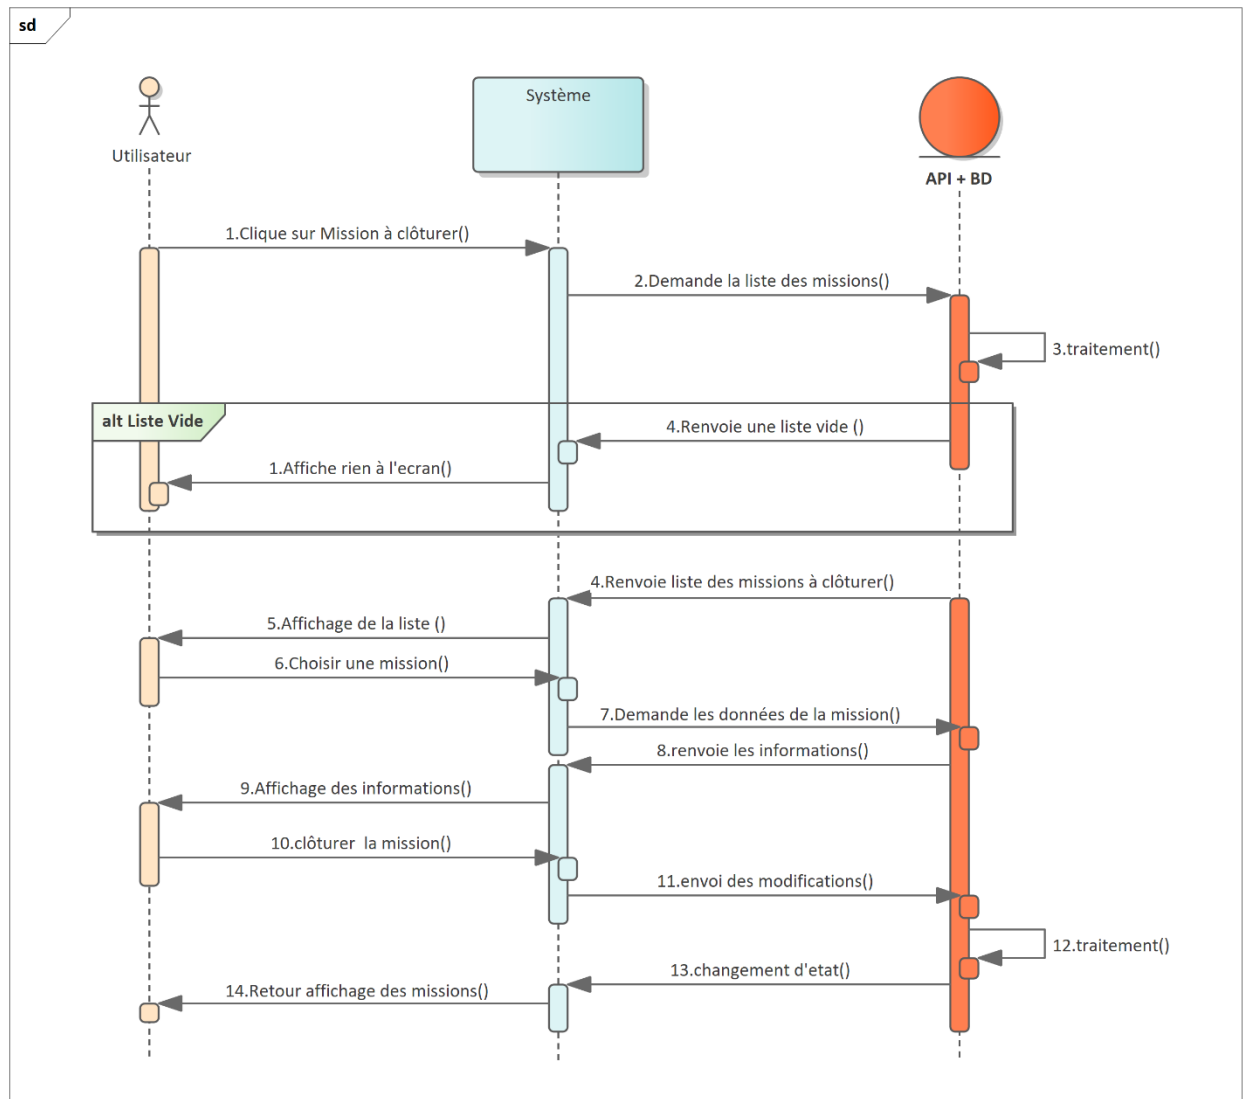 sd
Utilisateur
Système
API + BD
1.Clique sur Mission à clôturer()
2.Demande la liste des missions()
3.traitement()
alt Liste Vide
4.Renvoie une liste vide ()
1.Affiche rien à l'ecran()
4.Renvoie liste des missions à clôturer()
5.Affichage de la liste ()
6.Choisir une mission()
7.Demande les données de la mission()
8.renvoie les informations()
9.Affichage des informations()
10.clôturer  la mission()
11.envoi des modifications()
12.traitement()
13.changement d'etat()
14.Retour affichage des missions()